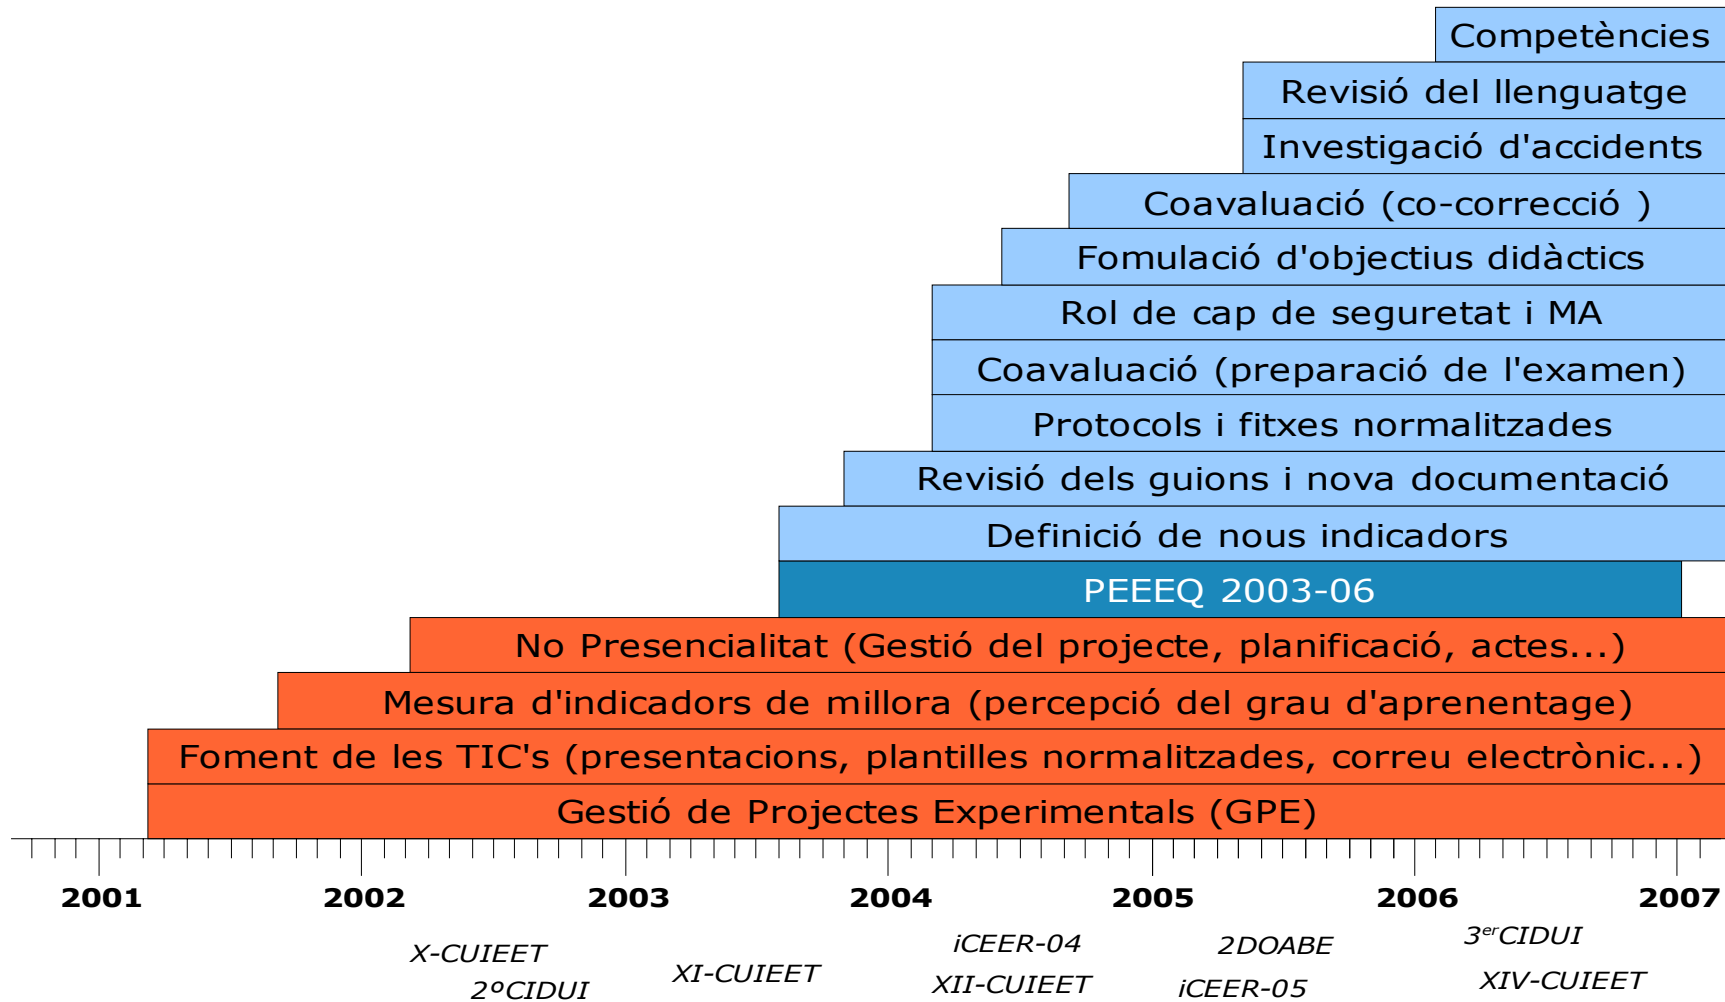 Competències
Revisió del llenguatge
Investigació d'accidents
Coavaluació (co-correcció )
Fomulació d'objectius didàctics
Rol de cap de seguretat i MA
Coavaluació (preparació de l'examen)
Protocols i fitxes normalitzades
Revisió dels guions i nova documentació
Definició de nous indicadors
PEEEQ 2003-06
No Presencialitat (Gestió del projecte, planificació, actes...)
Mesura d'indicadors de millora (percepció del grau d'aprenentage)
Foment de les TIC's (presentacions, plantilles normalitzades, correu electrònic...)
Gestió de Projectes Experimentals (GPE)
2001 2002 2003 2004 2005 2006 2007
X-CUIEET
2ºCIDUI
XI-CUIEET
iCEER-04
XII-CUIEET
2DOABE
iCEER-05
3erCIDUI
XIV-CUIEET